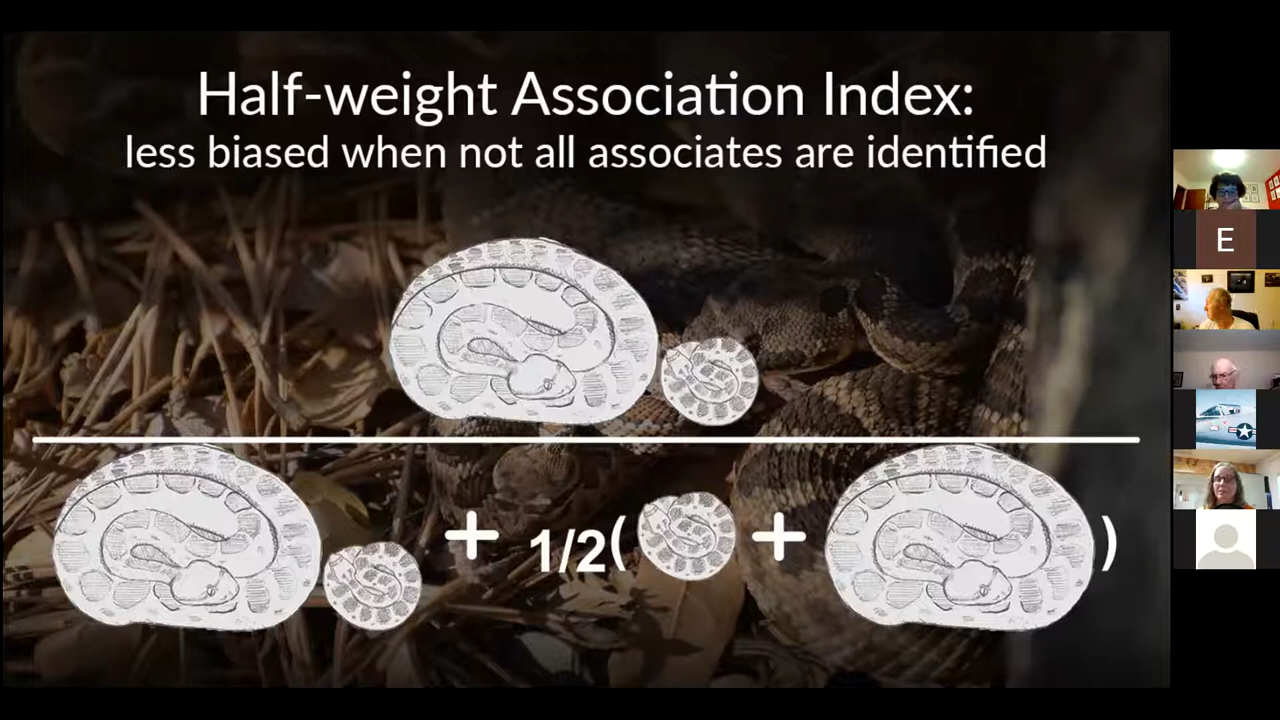 Half-weight Association Index:
less biased when not all associates are identified
+ 1/2( + )
E